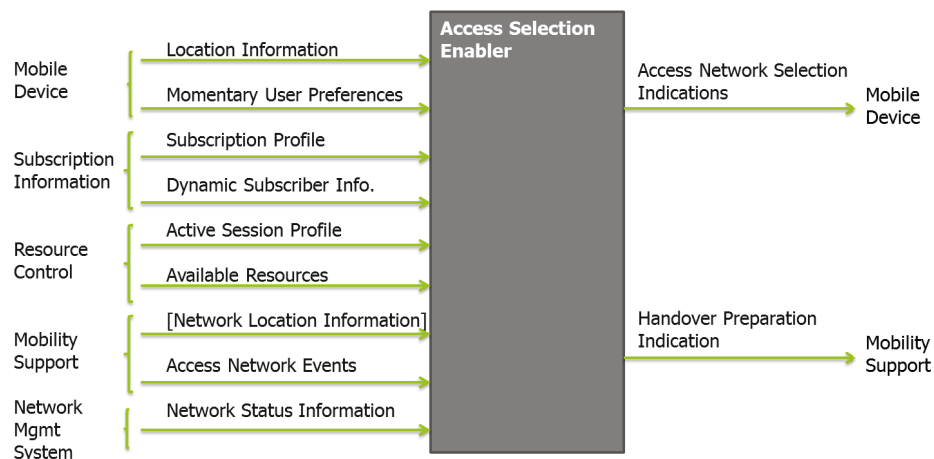 Access Selection
Enabler
Mobile
Device
Location Information
Momentary User Preferences
Subscription
Information
Subscription Profile
Dynamic Subscriber Info.
Resource
Control
Active Session Profile
Available Resources
Mobility
Support
[Network Location Information]
Access Network Events
Network
Mgmt
System
Network Status Information
Access Network Selection
Indications
Mobile
Device
Handover Preparation
Indication
Mobility
Support